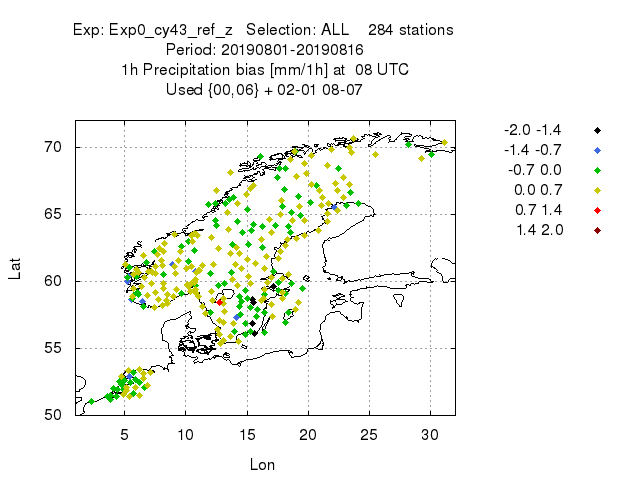 Exp: Exp0_cy43_ref_z   Selection: ALL    284 stations
Period: 20190801-20190816
1h Precipitation bias [mm/1h] at  08 UTC
Used {00,06} + 02-01 08-07
-2.0 -1.4
-1.4 -0.7
-0.7 0.0
0.0 0.7
0.7 1.4
1.4 2.0
70
65
60
55
50
Lat
5 10 15 20 25 30
Lon